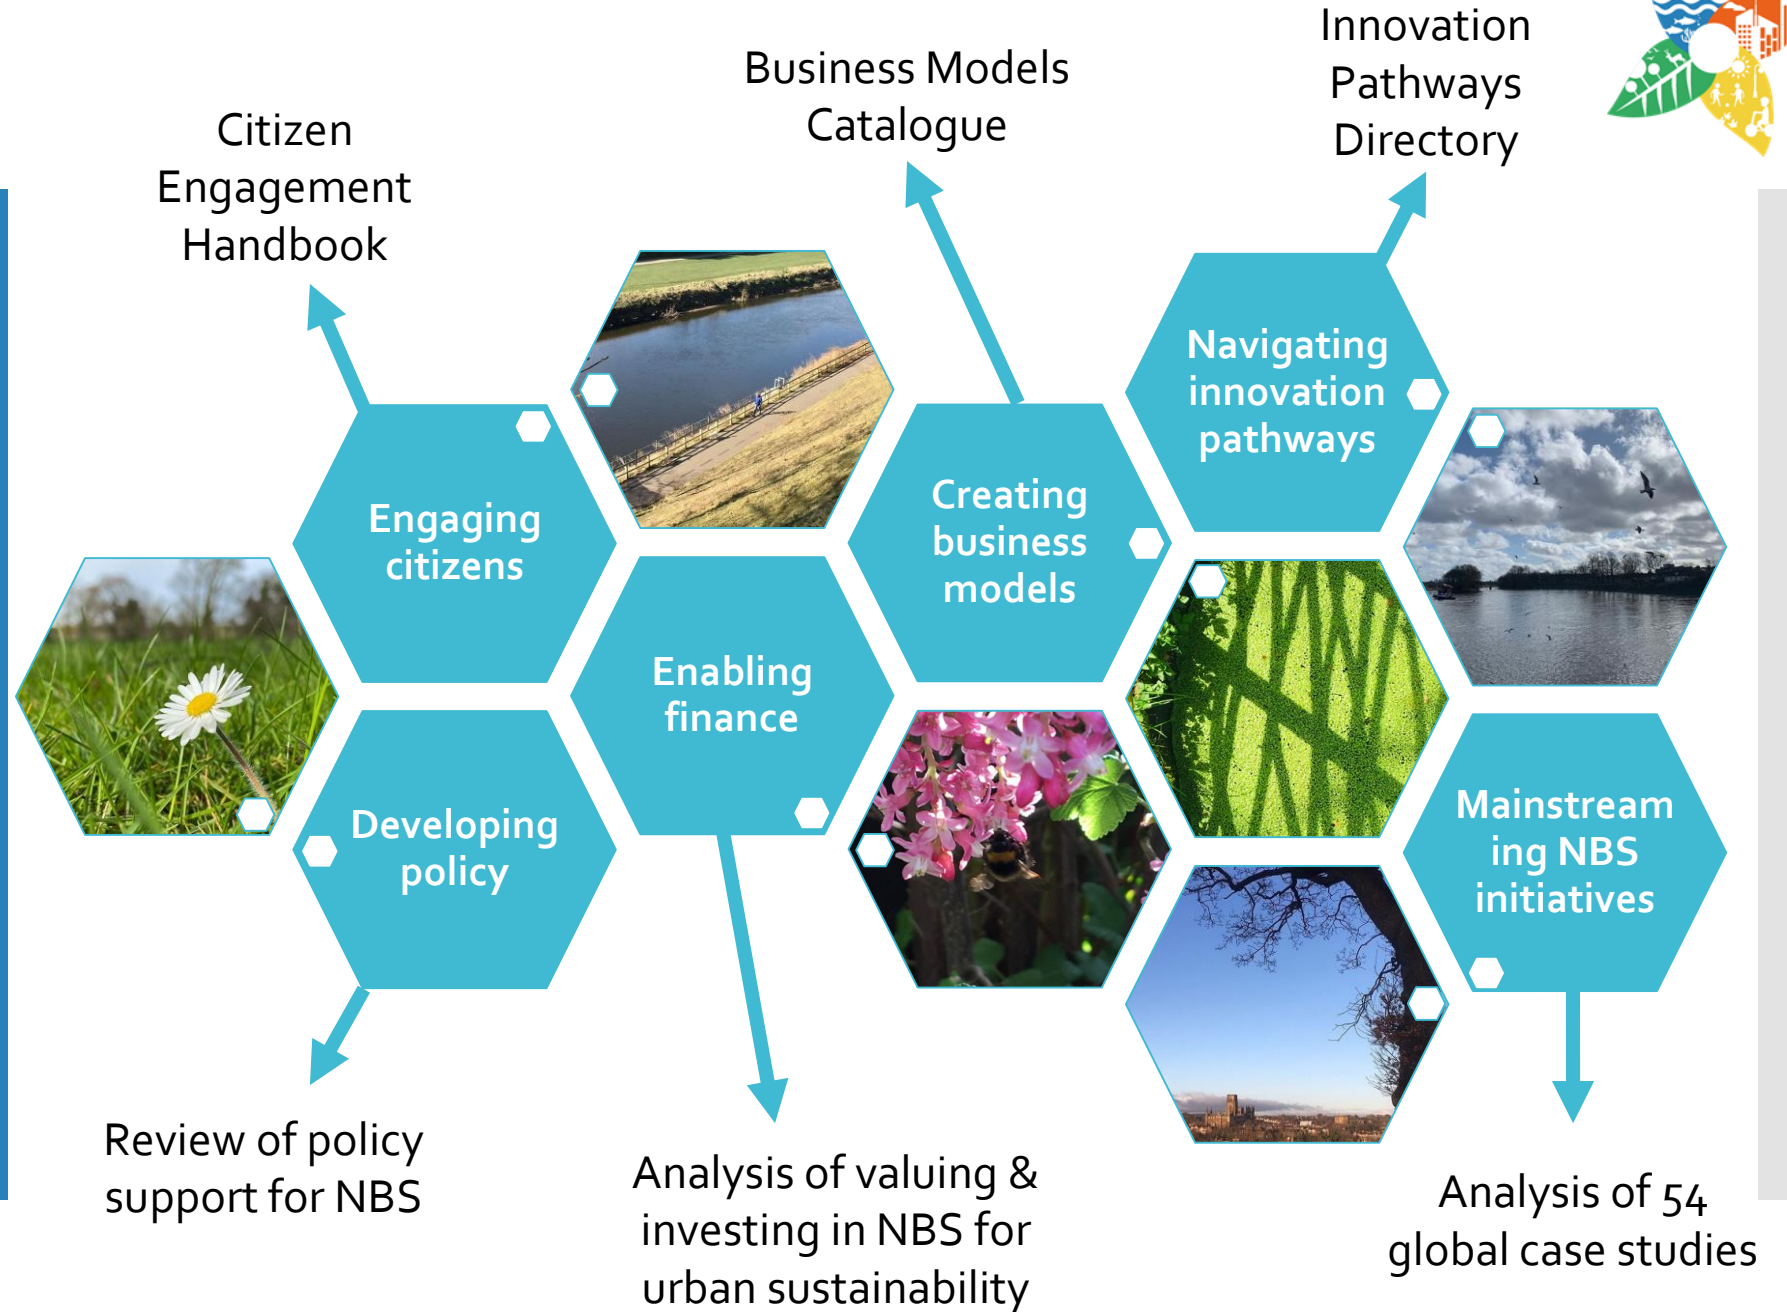 Innovation
Pathways
Directory
Business Models
Catalogue
Citizen
Engagement
Handbook
Navigating
innovation
pathways
Creating
business
models
Engaging
citizens
Enabling
finance
Developing
policy
Mainstream
ing NBS
initiatives
Review of policy
support for NBS
Analysis of valuing &
investing in NBS for
urban sustainability
Analysis of 54
global case studies